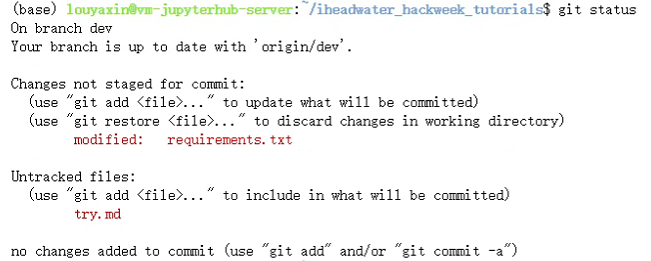 (base) louyaxin@vm-jupyterhub-server:~/iheadwater_hackweek_tutorials$ git status
On branch dev
Your branch is up to date with 'origin/dev'.
Changes not staged for commit:
(use "git add <file>..." to update what will be committed)
(use "git restore <file>..." to discard changes in working directory)
modified: requirements.txt
Untracked files:
(use "git add <file>..." to include in what will be committed)
try.md
no changes added to commit (use "git add" and/or "git commit -a")